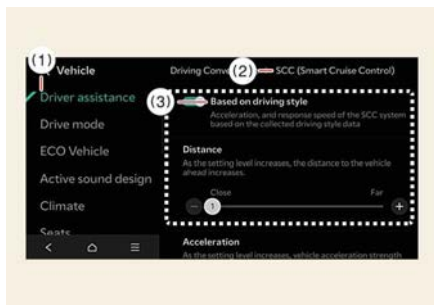 (1)
Vehicle
Driving Conve (2) SCC (Smart Cruise Control)
Driver assistance
Drive mode
ECO Vehicle
Active sound design
Climate
Seats
(3)
Based on driving style
Acceleration, and response speed of the SCC system
based on the collected driving style data
Distance
As the setting level increases, the distance to the vehicle
ahead increases.
Close Far
1
Acceleration
As the setting level increases, vehicle acceleration strength